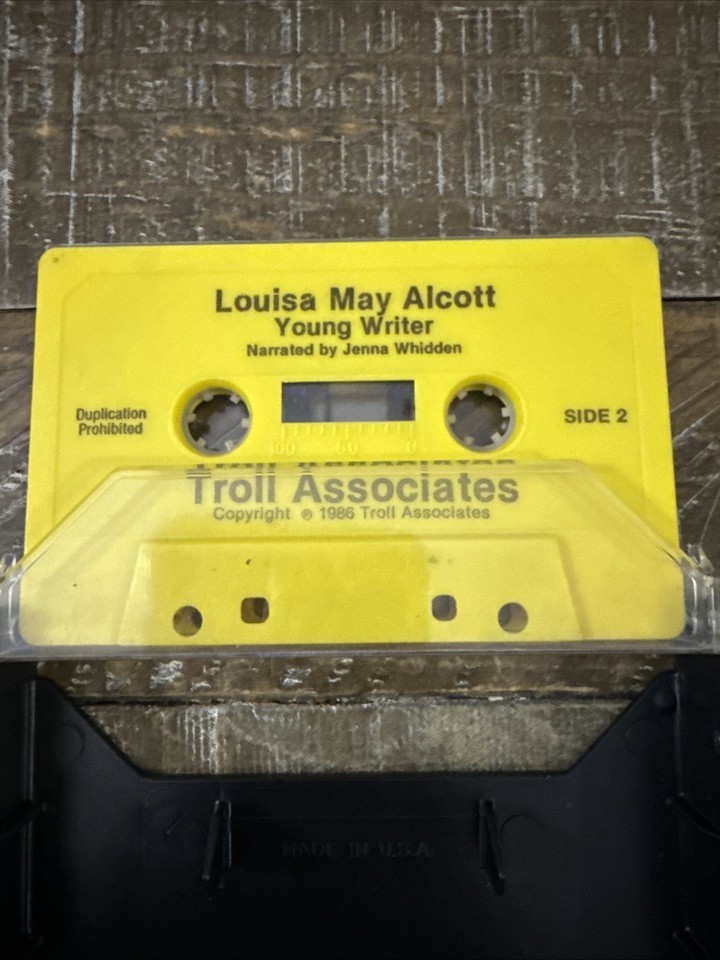 Louisa May Alcott
Young Writer
Narrated by Jenna Whidden
Duplication
Prohibited
SIDE 2
100 50 0
Troll Associates
Copyright ℗ 1986 Troll Associates
MADE IN U.S.A.